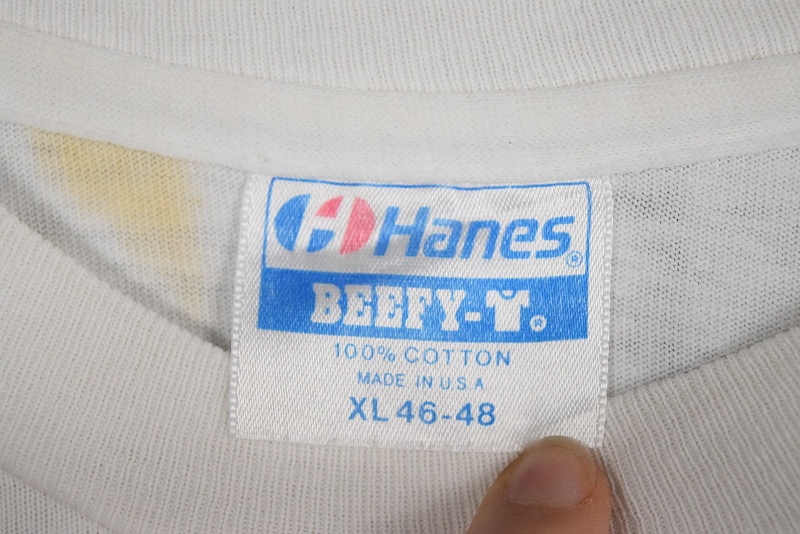 H Hanes®
BEEFY-T®
100% COTTON
MADE IN U.S.A
XL 46-48